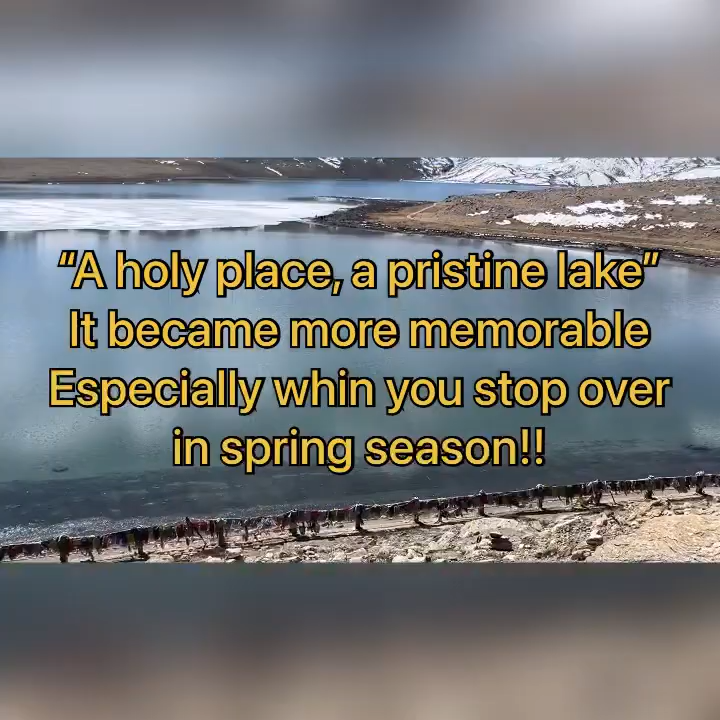 “A holy place, a pristine lake”
It became more memorable
Especially whin you stop over
in spring season!!